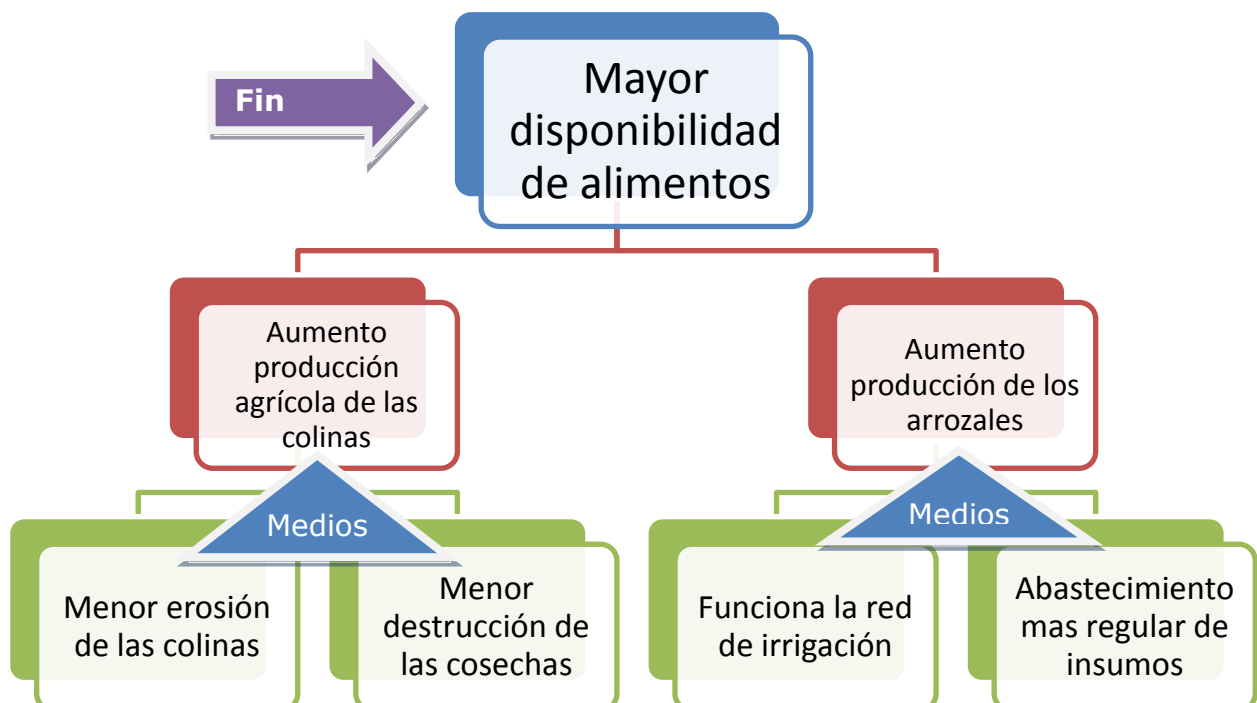 Fin
Mayor
disponibilidad
de alimentos
Aumento
producción
agrícola de las
colinas
Aumento
producción de los
arrozales
Medios
Medios
Menor erosión
de las colinas
Menor
destrucción de
las cosechas
Funciona la red
de irrigación
Abastecimiento
mas regular de
insumos